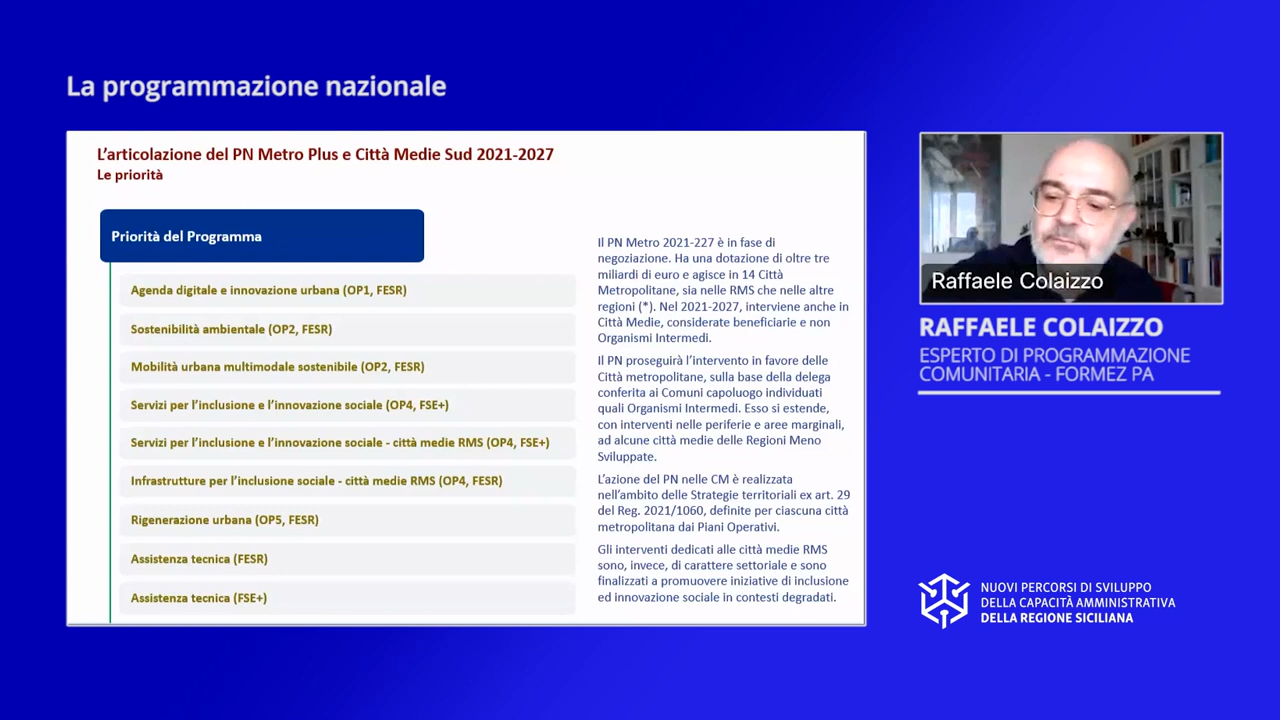 La programmazione nazionale
L'articolazione del PN Metro Plus e Città Medie Sud 2021-2027
Le priorità
Priorità del Programma
Agenda digitale e innovazione urbana (OP1, FESR)
Sostenibilità ambientale (OP2, FESR)
Mobilità urbana multimodale sostenibile (OP2, FESR)
Servizi per l'inclusione e l'innovazione sociale (OP4, FSE+)
Servizi per l'inclusione e l'innovazione sociale - città medie RMS (OP4, FSE+)
Infrastrutture per l'inclusione sociale - città medie RMS (OP4, FESR)
Rigenerazione urbana (OP5, FESR)
Assistenza tecnica (FESR)
Assistenza tecnica (FSE+)
Il PN Metro 2021-227 è in fase di
negoziazione. Ha una dotazione di oltre tre
miliardi di euro e agisce in 14 Città
Metropolitane, sia nelle RMS che nelle altre
regioni (*). Nel 2021-2027, interviene anche in
Città Medie, considerate beneficiarie e non
Organismi Intermedi.
Il PN proseguirà l'intervento in favore delle
Città metropolitane, sulla base della delega
conferita ai Comuni capoluogo individuati
quali Organismi Intermedi. Esso si estende,
con interventi nelle periferie e aree marginali,
ad alcune città medie delle Regioni Meno
Sviluppate.
L'azione del PN nelle CM è realizzata
nell'ambito delle Strategie territoriali ex art. 29
del Reg. 2021/1060, definite per ciascuna città
metropolitana dai Piani Operativi.
Gli interventi dedicati alle città medie RMS
sono, invece, di carattere settoriale e sono
finalizzati a promuovere iniziative di inclusione
ed innovazione sociale in contesti degradati.
Raffaele Colaizzo
RAFFAELE COLAIZZO
ESPERTO DI PROGRAMMAZIONE
COMUNITARIA - FORMEZ PA
NUOVI PERCORSI DI SVILUPPO
DELLA CAPACITÀ AMMINISTRATIVA
DELLA REGIONE SICILIANA